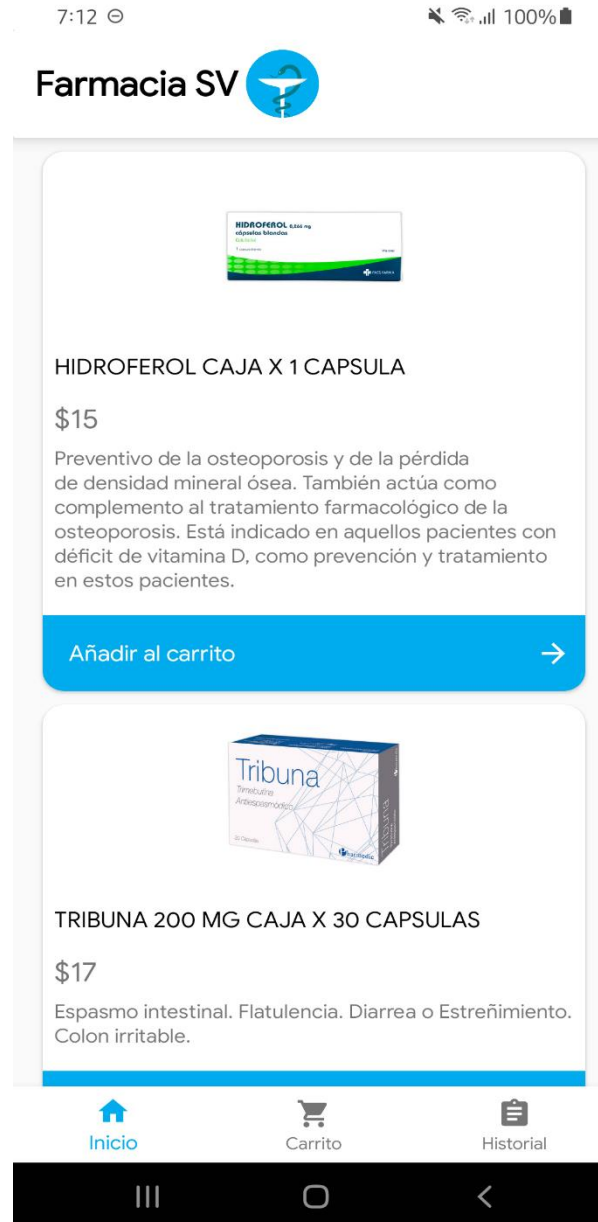 7:12
100%
Farmacia SV
HIDROFEROL 0,266 mg
cápsulas blandas
HIDROFEROL CAJA X 1 CAPSULA
$15
Preventivo de la osteoporosis y de la pérdida
de densidad mineral ósea. También actúa como
complemento al tratamiento farmacológico de la
osteoporosis. Está indicado en aquellos pacientes con
déficit de vitamina D, como prevención y tratamiento
en estos pacientes.
Añadir al carrito
Tribuna
Trimebutina
Antiespasmódico
Tribuna
TRIBUNA 200 MG CAJA X 30 CAPSULAS
$17
Espasmo intestinal. Flatulencia. Diarrea o Estreñimiento.
Colon irritable.
Inicio
Carrito
Historial